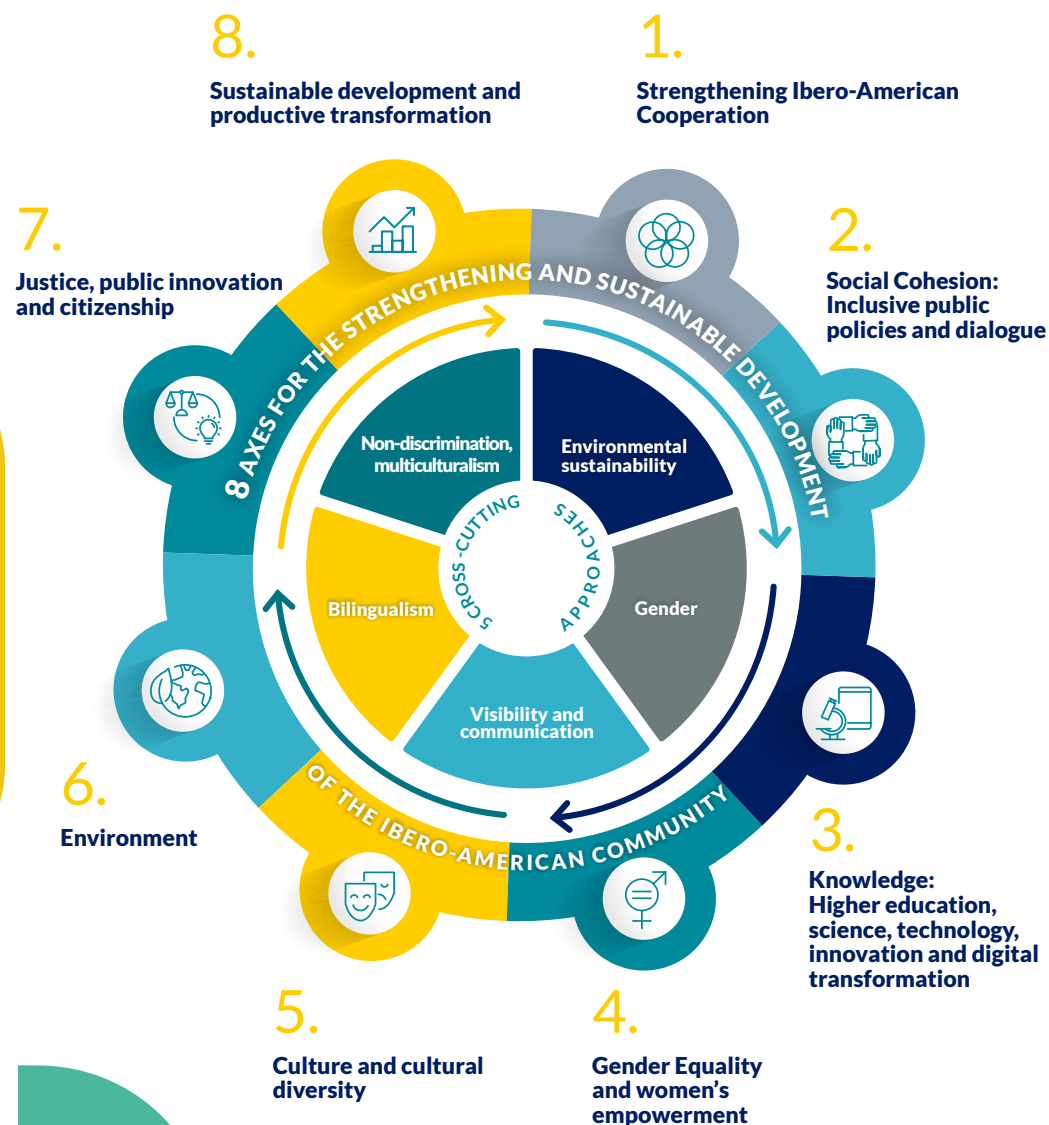 8.
Sustainable development and
productive transformation
1.
Strengthening Ibero-American
Cooperation
7.
Justice, public innovation
and citizenship
2.
Social Cohesion:
Inclusive public
policies and dialogue
8 AXES FOR THE STRENGTHENING AND SUSTAINABLE DEVELOPMENT
OF THE IBERO-AMERICAN COMMUNITY
Non-discrimination,
multiculturalism
Environmental
sustainability
5 CROSS-CUTTING
APPROACHES
Bilingualism
Gender
Visibility and
communication
6.
Environment
3.
Knowledge:
Higher education,
science, technology,
innovation and digital
transformation
5.
Culture and cultural
diversity
4.
Gender Equality
and women's
empowerment